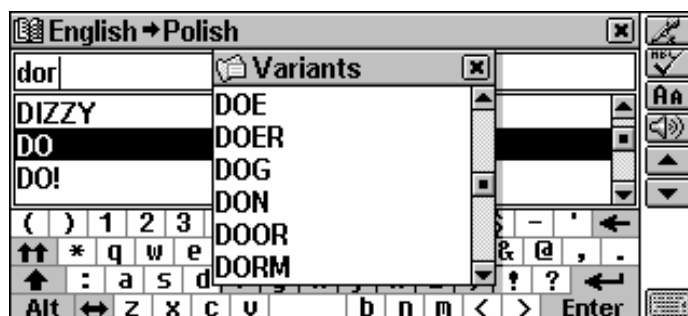 English → Polish
dor
DIZZY
DO
DO!
Variants
DOE
DOER
DOG
DON
DOOR
DORM
( ) 1 2 3 – '
* q w e & @ , .
: a s d ! ?
Alt z x c v b n m < > Enter
ABC
AA